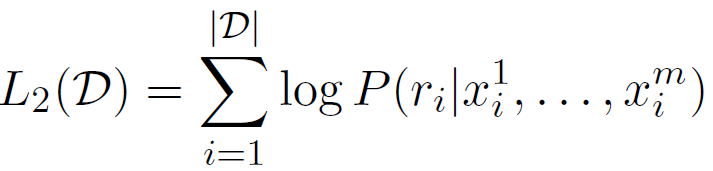 L_2(\mathcal{D}) = \sum_{i=1}^{|\mathcal{D}|} \log P(r_i | x_i^1, \ldots, x_i^m)